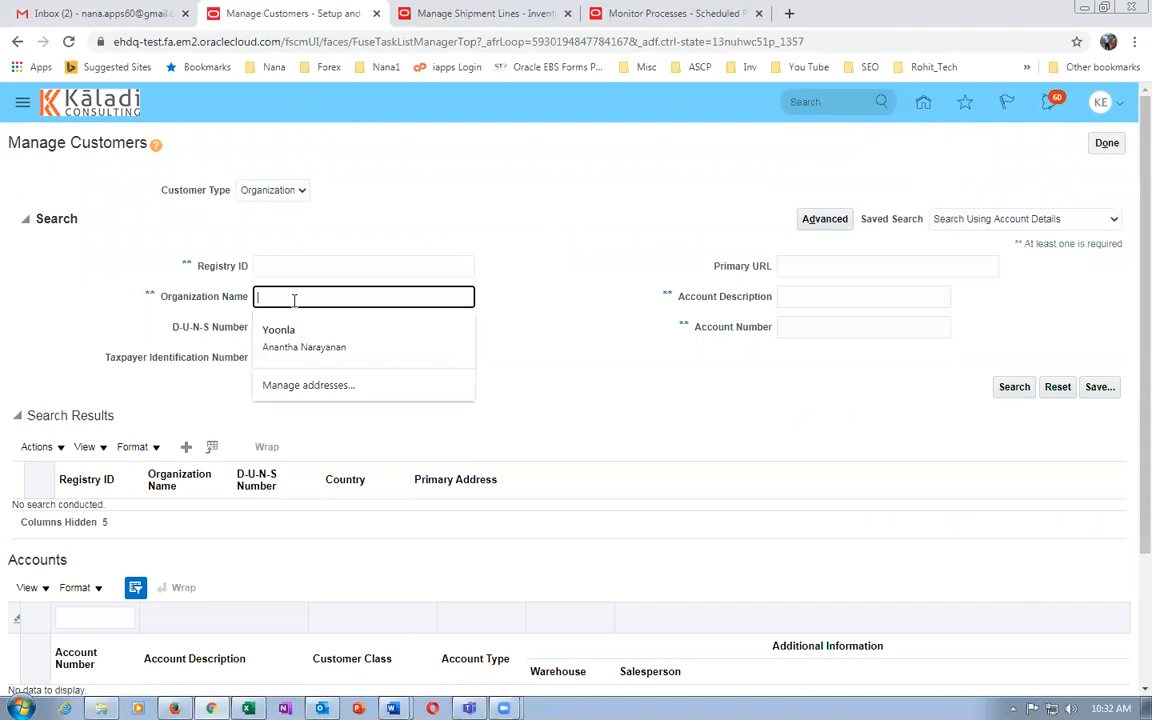 Inbox (2) - nana.apps60@gmail.c
Manage Customers - Setup and
Manage Shipment Lines - Invent
Monitor Processes - Scheduled P
ehdq-test.fa.em2.oraclecloud.com/fscmUI/faces/FuseTaskListManagerTop?_afrLoop=5930194847784167&_adf.ctrl-state=13nuhwc51p_1357
Apps
Suggested Sites
Bookmarks
Nana
Forex
Nana1
iapps Login
Oracle EBS Forms P...
Misc
ASCP
Inv
You Tube
SEO
Rohit_Tech
»
Other bookmarks
Kāladi
CONSULTING
Search
60
KE
Manage Customers
Done
Customer Type Organization
Search
Advanced
Saved Search Search Using Account Details
** At least one is required
** Registry ID
Primary URL
** Organization Name
** Account Description
D-U-N-S Number
** Account Number
Taxpayer Identification Number
Yoonla
Anantha Narayanan
Manage addresses...
Search Reset Save...
Search Results
Actions View Format Wrap
Registry ID
Organization
Name
D-U-N-S
Number
Country
Primary Address
No search conducted.
Columns Hidden 5
Accounts
View Format Wrap
Account
Number
Account Description
Customer Class
Account Type
Additional Information
Warehouse
Salesperson
No data to display.
10:32 AM